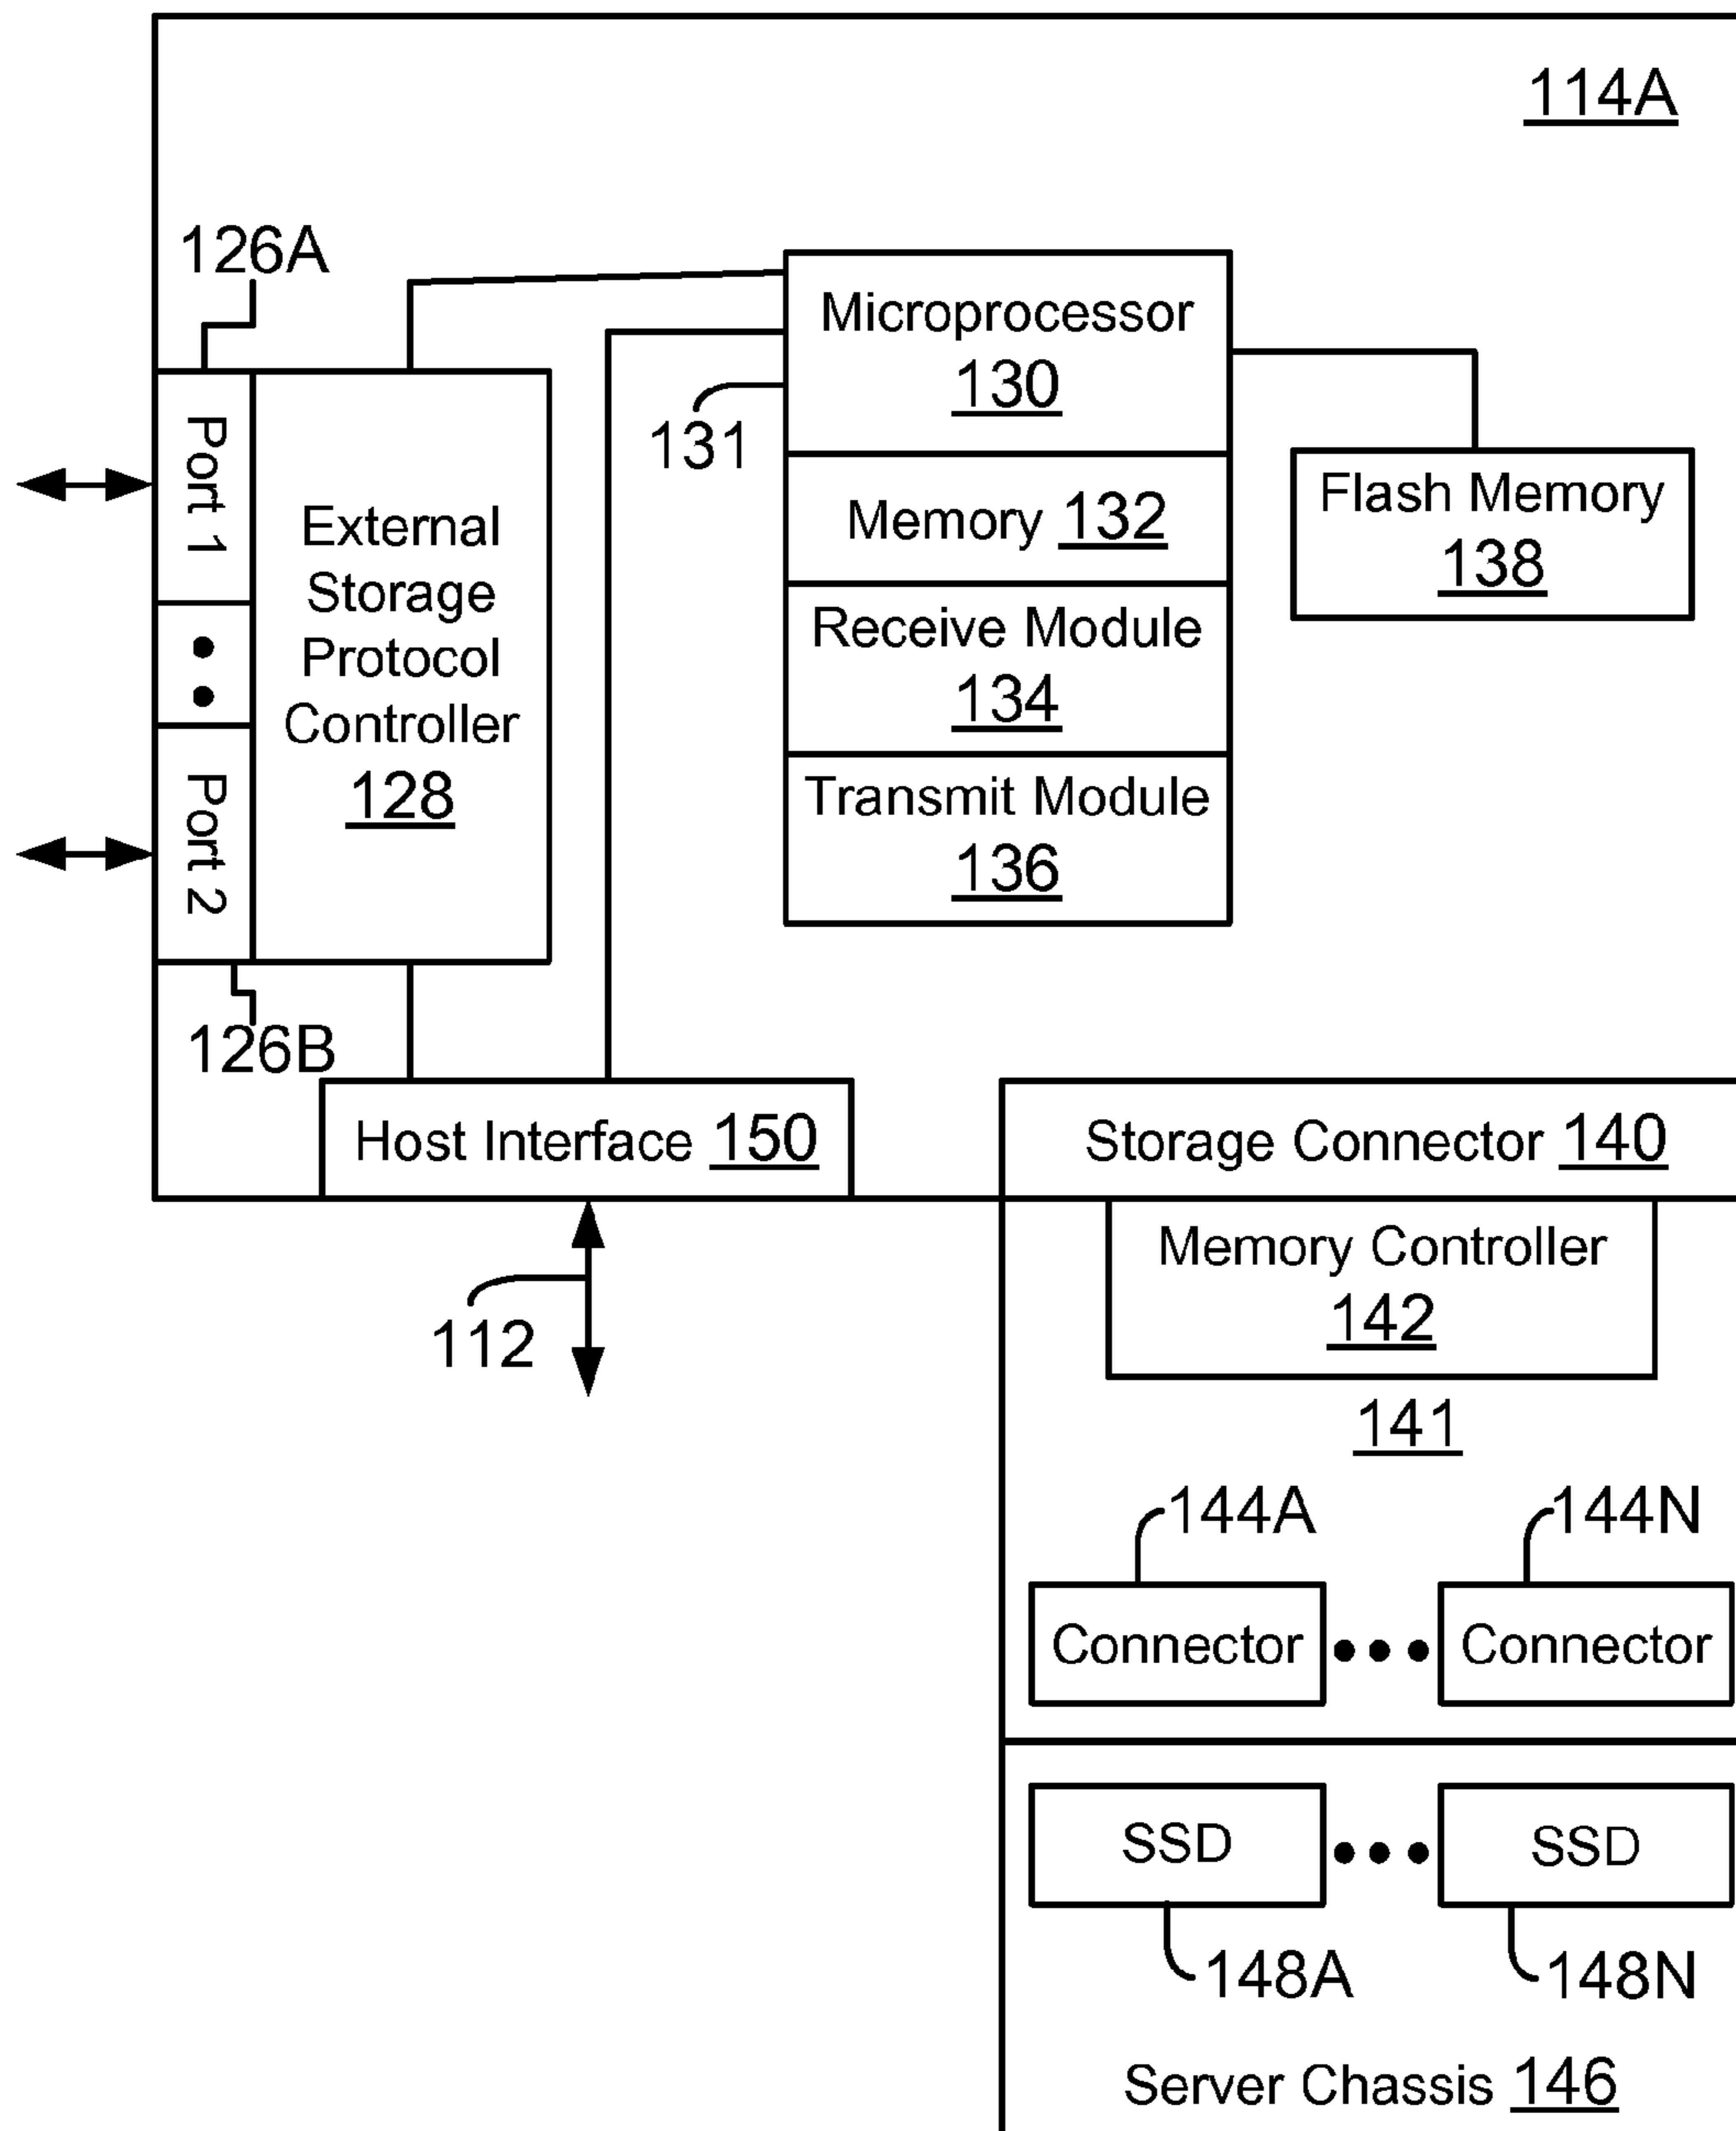 114A
126A
Microprocessor
130
131
Port 1
External
Storage
Protocol
Controller
128
Memory 132
Flash Memory
138
Receive Module
134
Port 2
Transmit Module
136
126B
Host Interface 150
Storage Connector 140
Memory Controller
142
112
141
144A
144N
Connector
Connector
SSD
SSD
148A
148N
Server Chassis 146